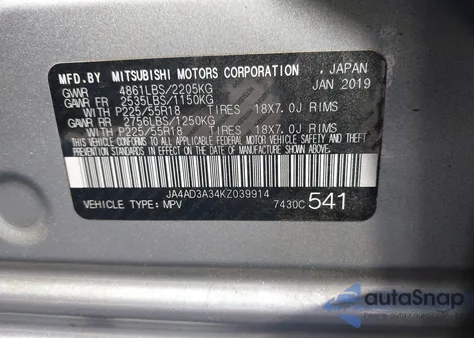 MFD.BY MITSUBISHI MOTORS CORPORATION , JAPAN
GVWR 4861LBS/2205KG JAN 2019
GAWR FR 2535LBS/1150KG
WITH P225/55R18 TIRES 18X7.0J RIMS
GAWR RR 2756LBS/1250KG
WITH P225/55R18 TIRES 18X7.0J RIMS
THIS VEHICLE CONFORMS TO ALL APPLICABLE FEDERAL MOTOR VEHICLE SAFETY AND THEFT PREVENTION STANDARDS IN EFFECT ON THE DATE OF MANUFACTURE SHOWN ABOVE.
JA4AD3A34KZ039914
VEHICLE TYPE: MPV 7430C 541
autoSnap